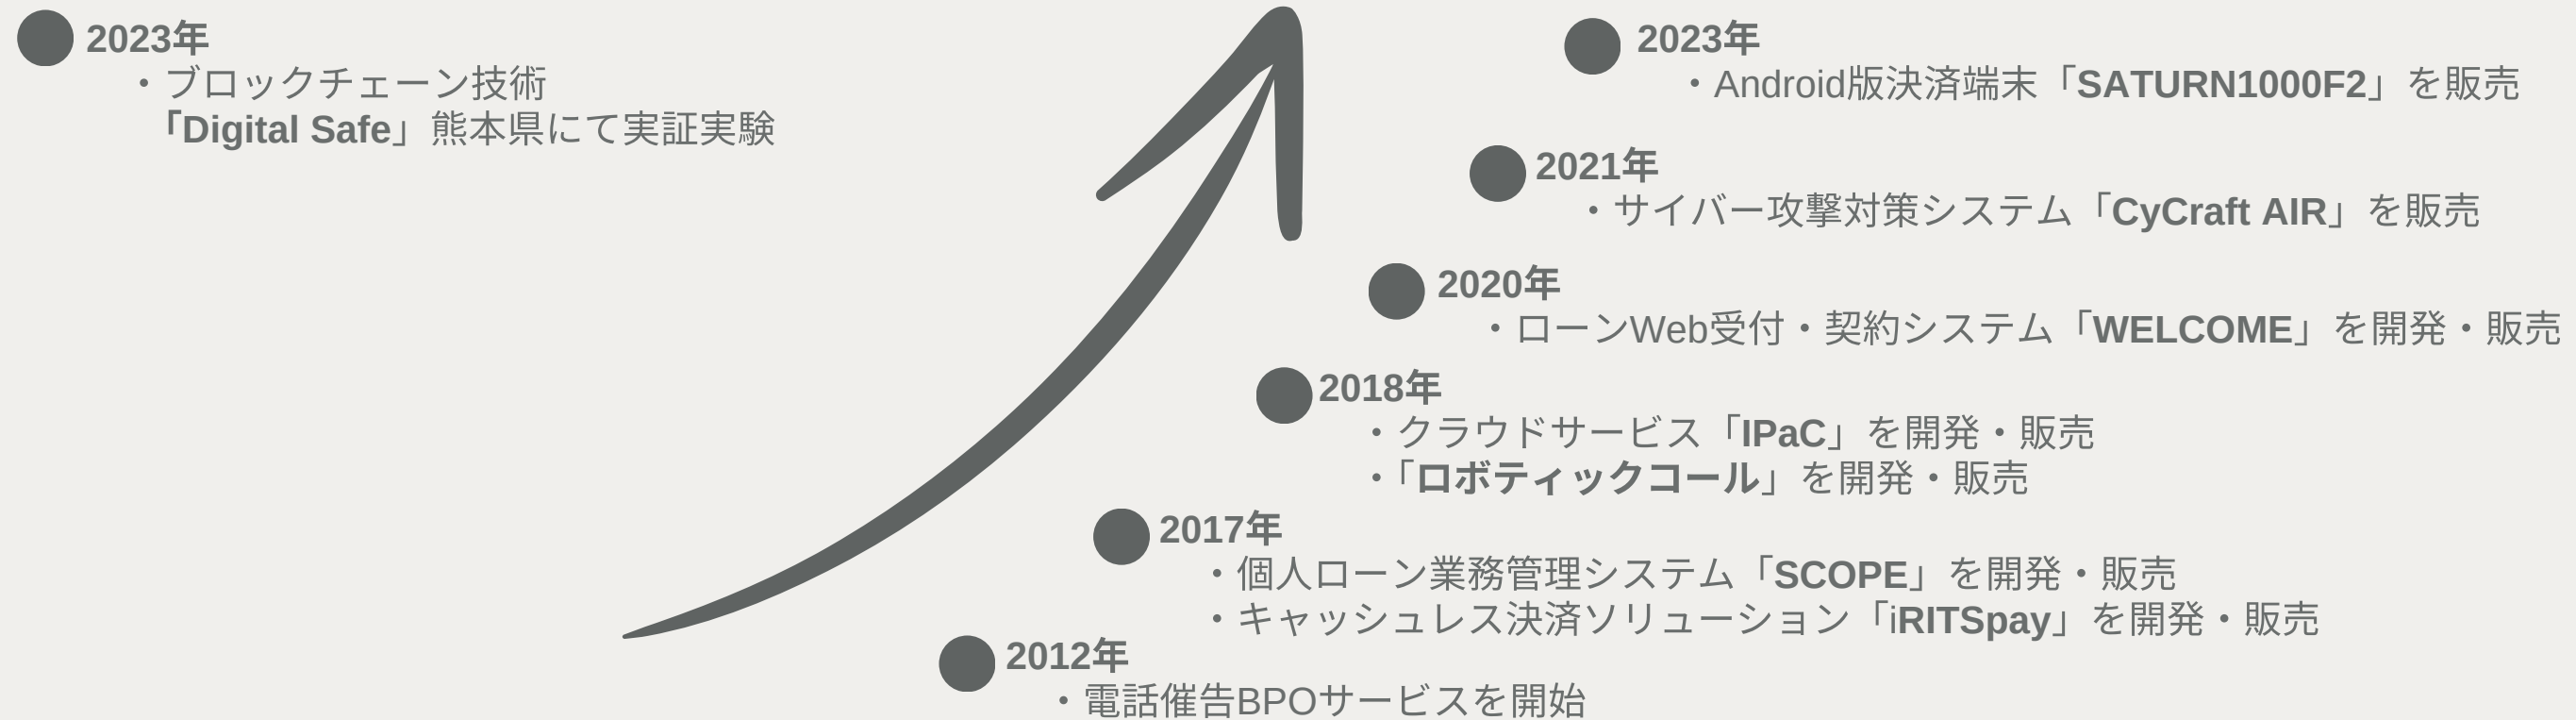 2023年
・ブロックチェーン技術
「Digital Safe」熊本県にて実証実験
2023年
・Android版決済端末「SATURN1000F2」を販売
2021年
・サイバー攻撃対策システム「CyCraft AIR」を販売
2020年
・ローンWeb受付・契約システム「WELCOME」を開発・販売
2018年
・クラウドサービス「IPaC」を開発・販売
・「ロボティックコール」を開発・販売
2017年
・個人ローン業務管理システム「SCOPE」を開発・販売
・キャッシュレス決済ソリューション「iRITSpay」を開発・販売
2012年
・電話催告BPOサービスを開始